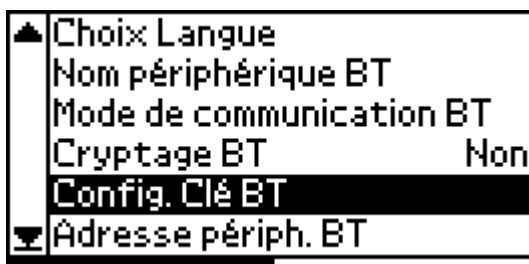 Choix Langue
Nom périphérique BT
Mode de communication BT
Cryptage BT Non
Config. Clé BT
Adresse périph. BT